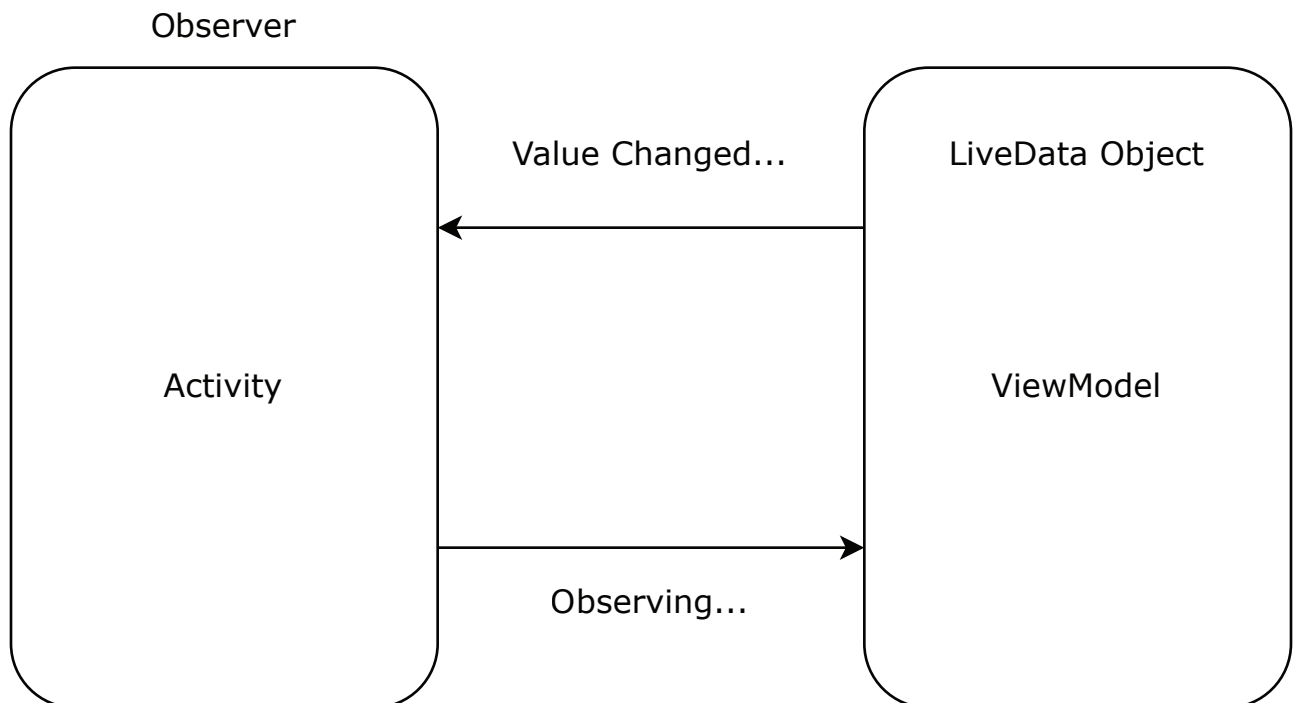 Observer
Value Changed...
LiveData Object
Activity
ViewModel
Observing...